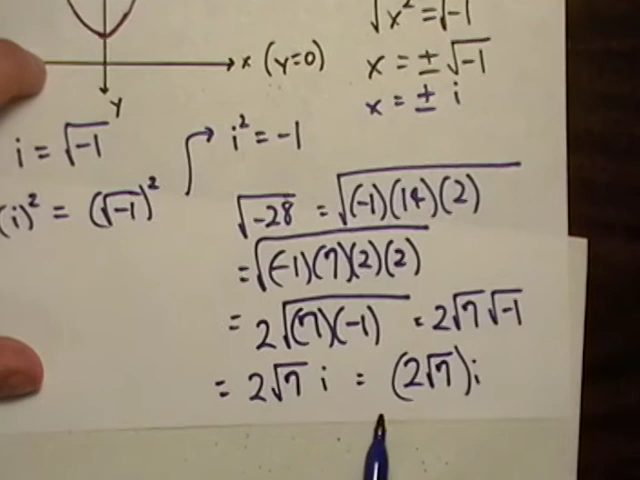 √x² = √-1
x (y=0)
x = ± √-1
x = ± i
y
i = √-1
i² = -1
(i)² = (√-1)²
√-28 = √(-1)(14)(2)
= √(-1)(7)(2)(2)
= 2√(7)(-1) = 2√7 √-1
= 2√7 i = (2√7)i